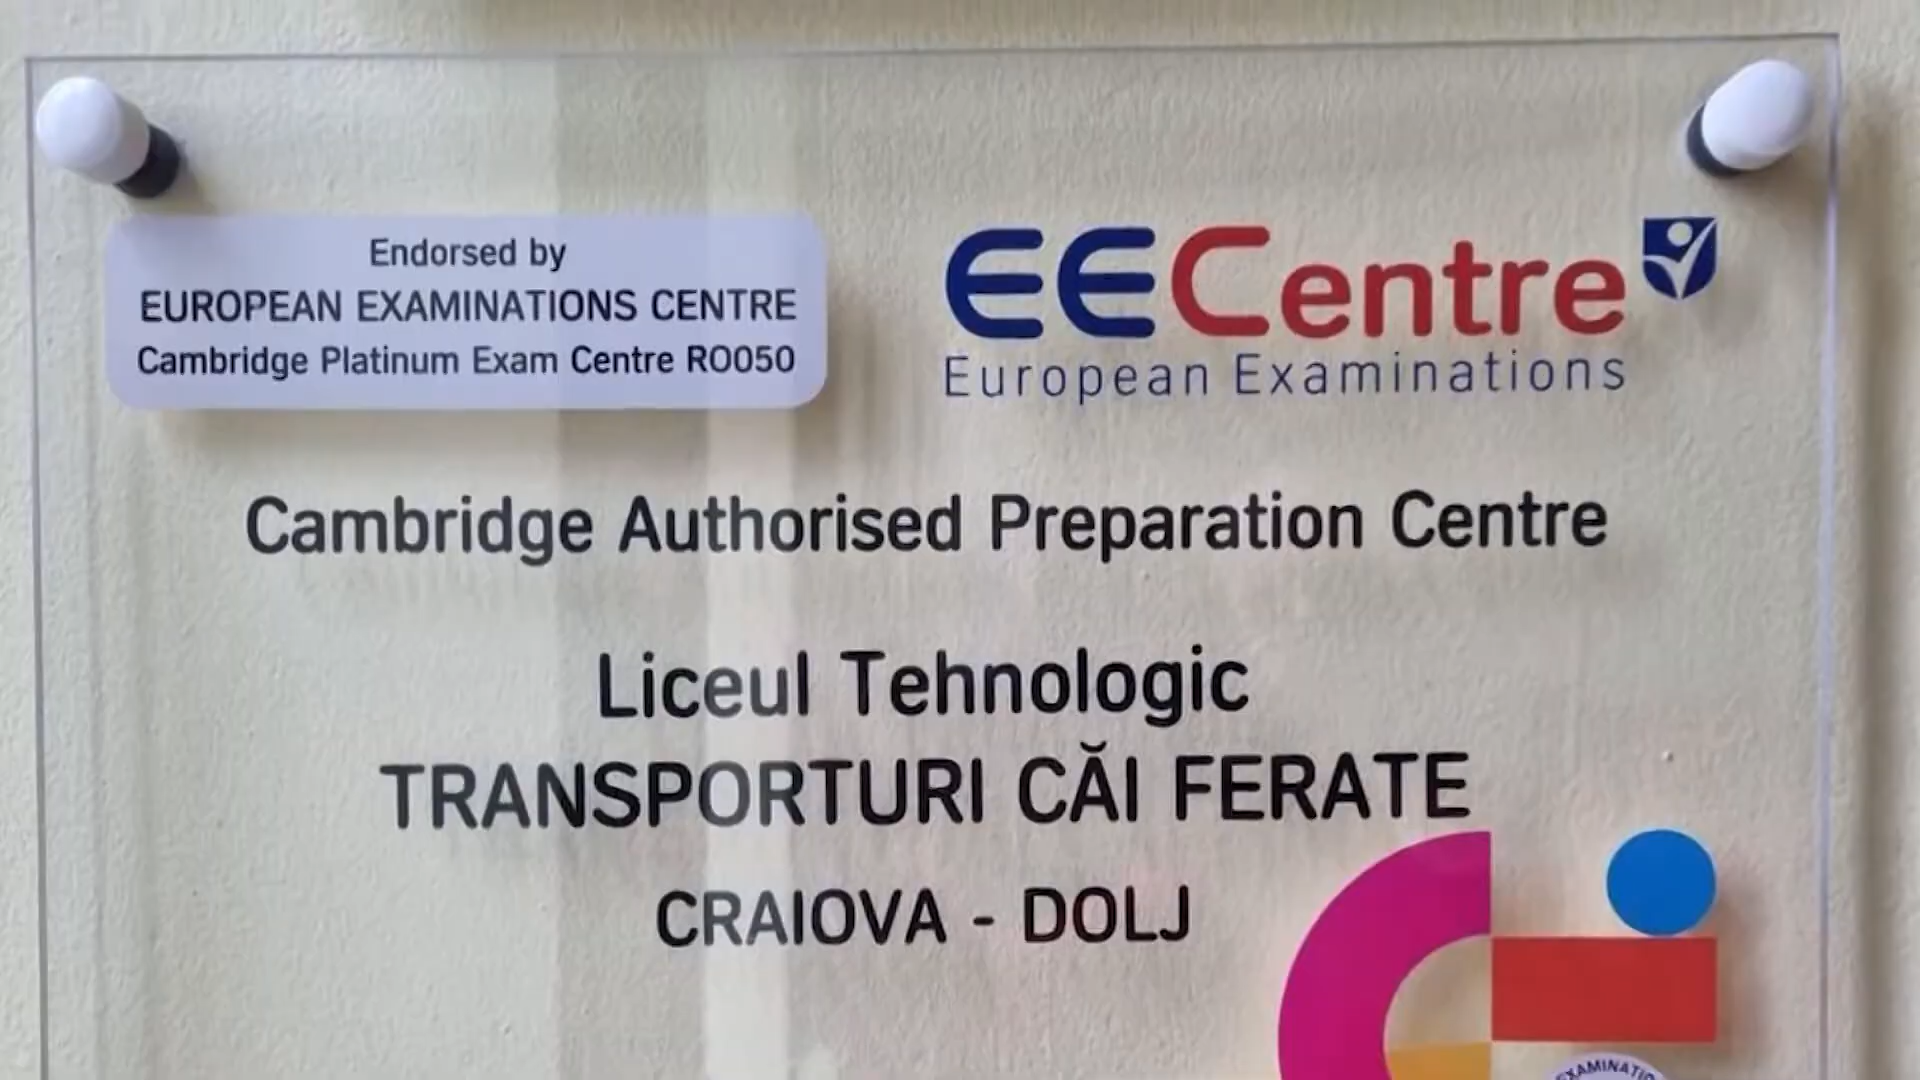 Endorsed by
EUROPEAN EXAMINATIONS CENTRE
Cambridge Platinum Exam Centre RO050
EECentre
European Examinations
Cambridge Authorised Preparation Centre
Liceul Tehnologic
TRANSPORTURI CĂI FERATE
CRAIOVA - DOLJ